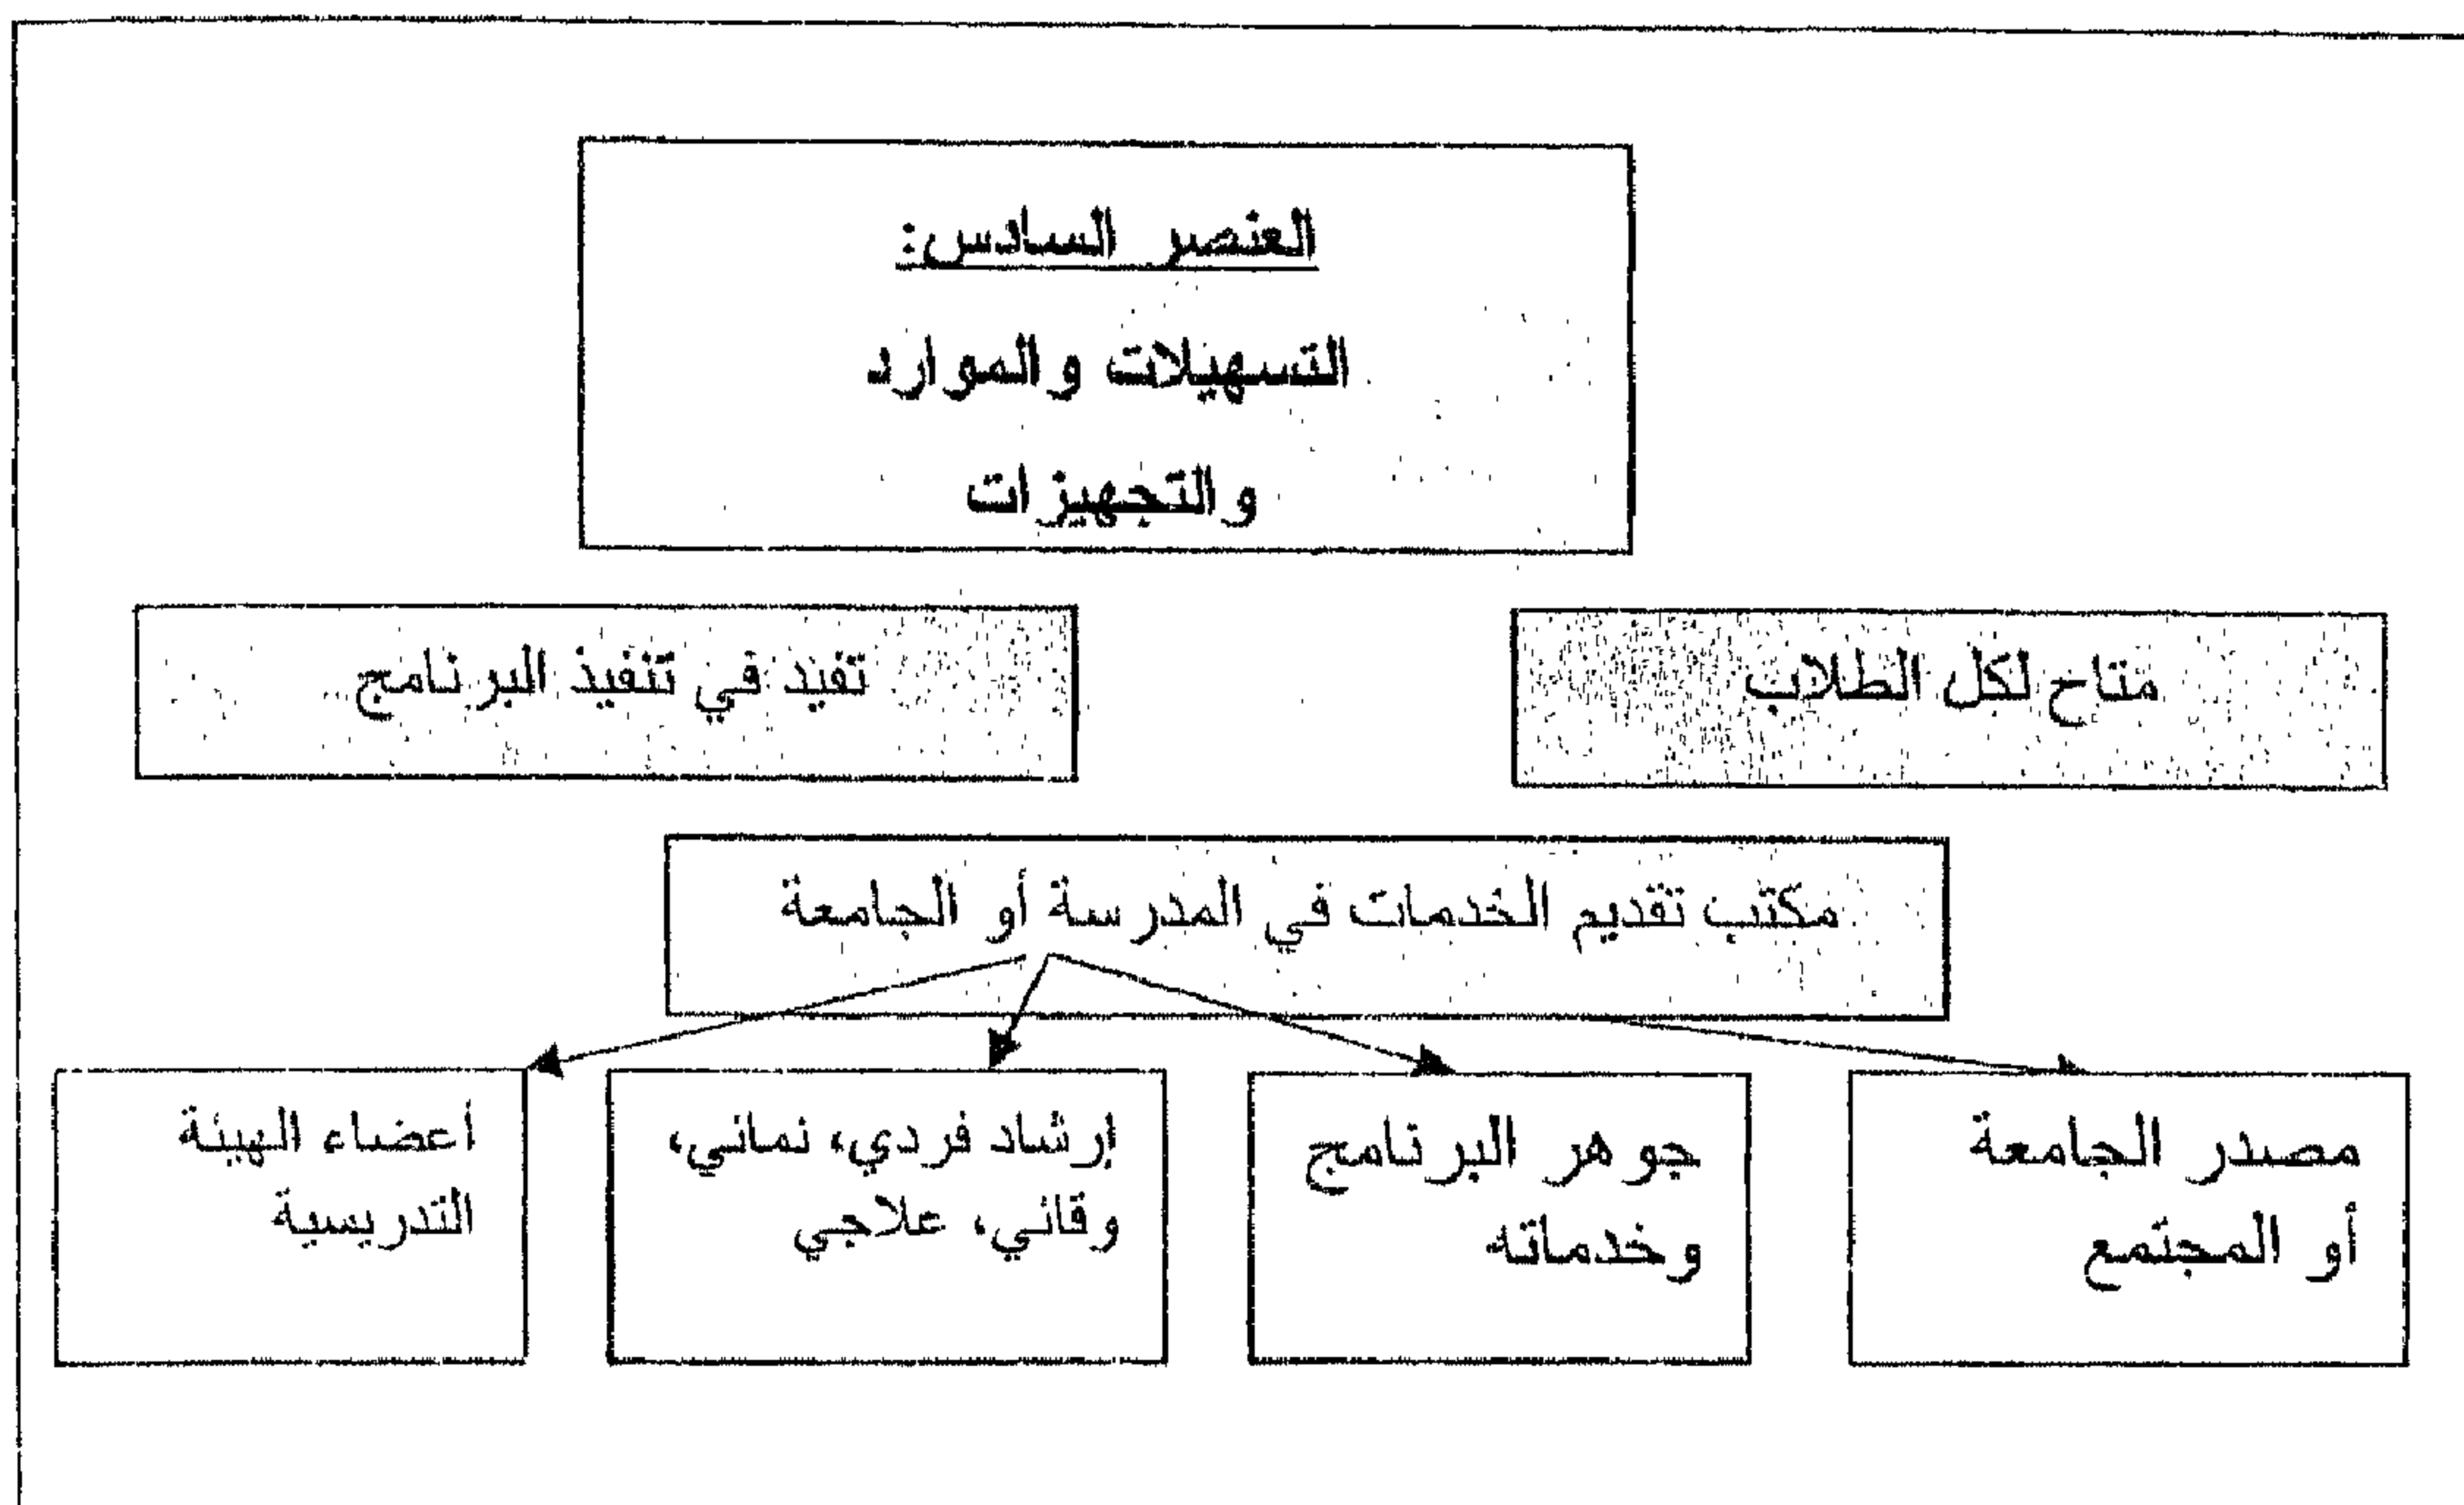 العنصر السادس:
التسهيلات والموارد
والتجهيزات
متاح لكل الطلاب
تفيد في تنفيذ البرنامج
مكتب تقديم الخدمات في المدرسة أو الجامعة
مصدر الجامعة
أو المجتمع
جوهر البرنامج
وخدماته
إرشاد فردي، نمائي،
وقائي، علاجي
أعضاء الهيئة
التدريسية